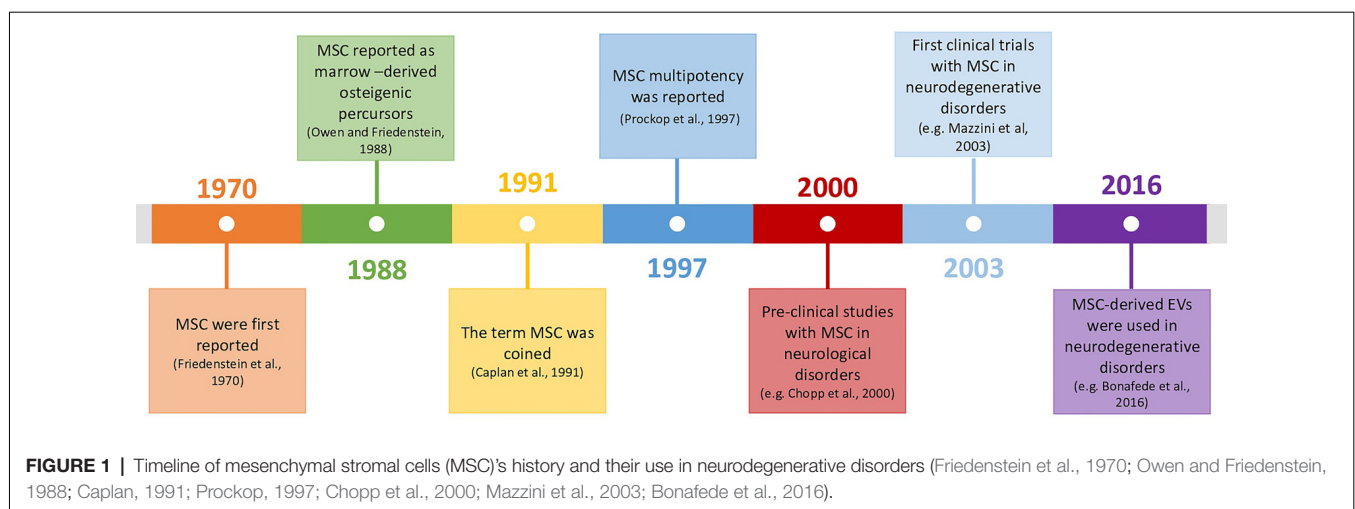 MSC reported as
marrow –derived
osteigenic
percursors
(Owen and Friedenstein,
1988)
MSC multipotency
was reported
(Prockop et al., 1997)
First clinical trials
with MSC in
neurodegenerative
disorders
(e.g. Mazzini et al,
2003)
1970
1991
2000
2016
1988
1997
2003
MSC were first
reported
(Friedenstein et al.,
1970)
The term MSC was
coined
(Caplan et al., 1991)
Pre-clinical studies
with MSC in
neurological
disorders
(e.g. Chopp et al., 2000)
MSC-derived EVs
were used in
neurodegenerative
disorders
(e.g. Bonafede et al.,
2016)
FIGURE 1 | Timeline of mesenchymal stromal cells (MSC)’s history and their use in neurodegenerative disorders (Friedenstein et al., 1970; Owen and Friedenstein,
1988; Caplan, 1991; Prockop, 1997; Chopp et al., 2000; Mazzini et al., 2003; Bonafede et al., 2016).